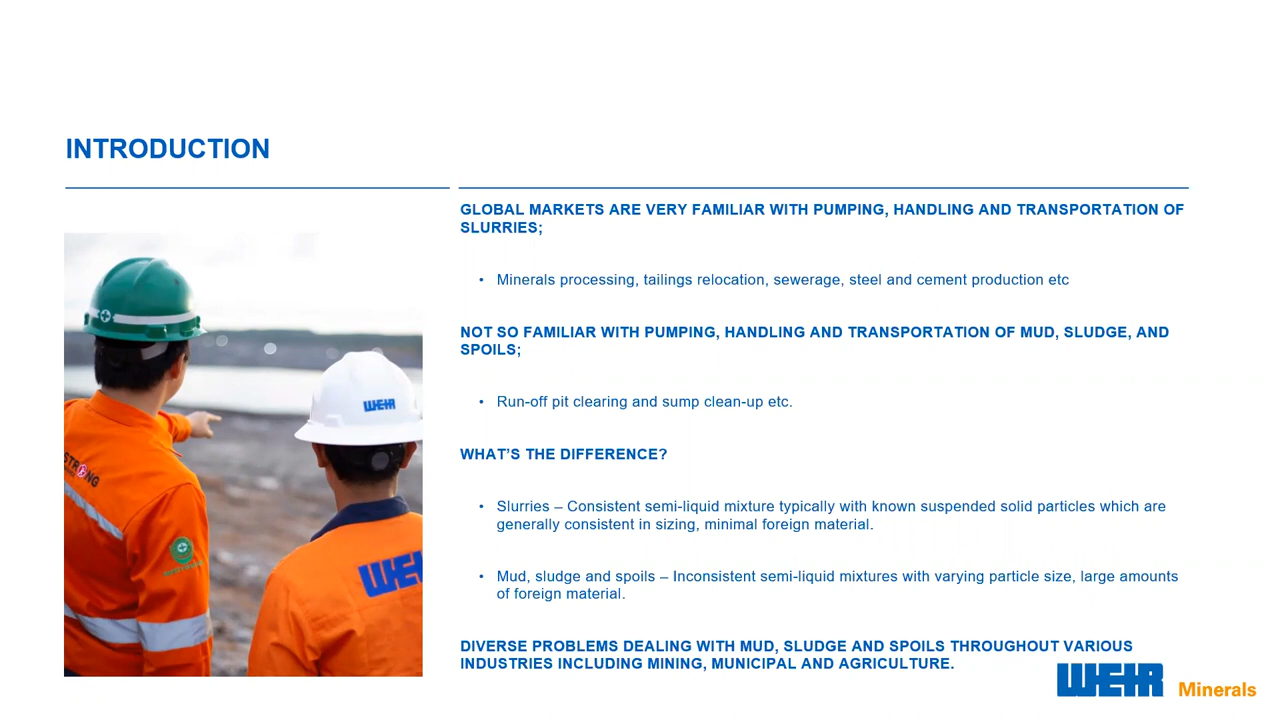 INTRODUCTION
GLOBAL MARKETS ARE VERY FAMILIAR WITH PUMPING, HANDLING AND TRANSPORTATION OF
SLURRIES;
• Minerals processing, tailings relocation, sewerage, steel and cement production etc
NOT SO FAMILIAR WITH PUMPING, HANDLING AND TRANSPORTATION OF MUD, SLUDGE, AND
SPOILS;
• Run-off pit clearing and sump clean-up etc.
WHAT’S THE DIFFERENCE?
• Slurries – Consistent semi-liquid mixture typically with known suspended solid particles which are
generally consistent in sizing, minimal foreign material.
• Mud, sludge and spoils – Inconsistent semi-liquid mixtures with varying particle size, large amounts
of foreign material.
DIVERSE PROBLEMS DEALING WITH MUD, SLUDGE AND SPOILS THROUGHOUT VARIOUS
INDUSTRIES INCLUDING MINING, MUNICIPAL AND AGRICULTURE.
WEIR
STRONG
WEI
WEIR Minerals